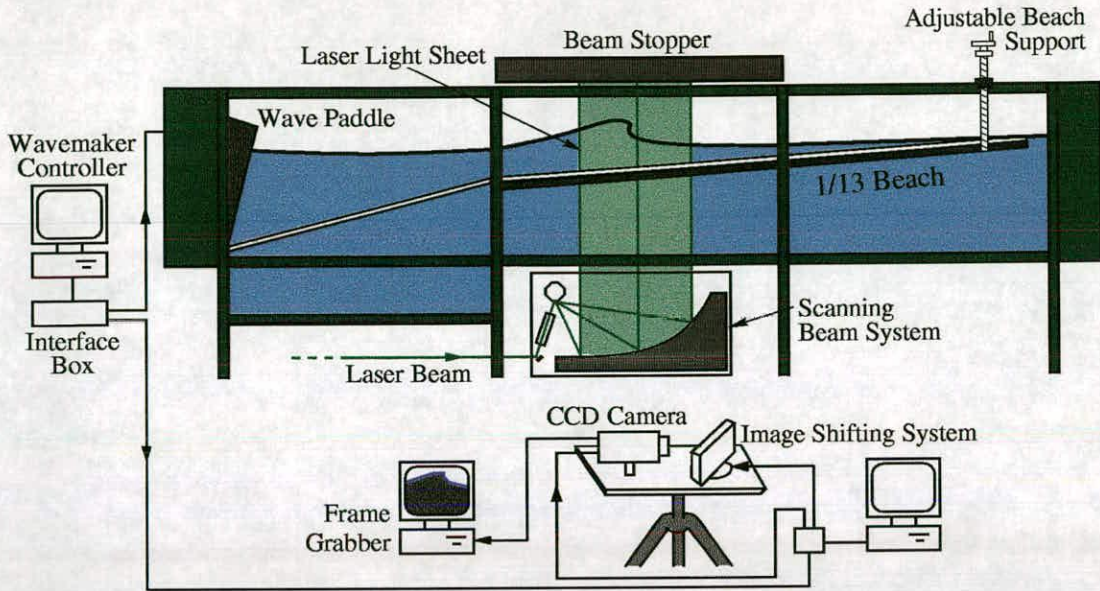 Adjustable Beach
Support
Beam Stopper
Laser Light Sheet
Wave Paddle
Wavemaker
Controller
1/13 Beach
Interface
Box
Laser Beam
Scanning
Beam System
CCD Camera
Image Shifting System
Frame
Grabber